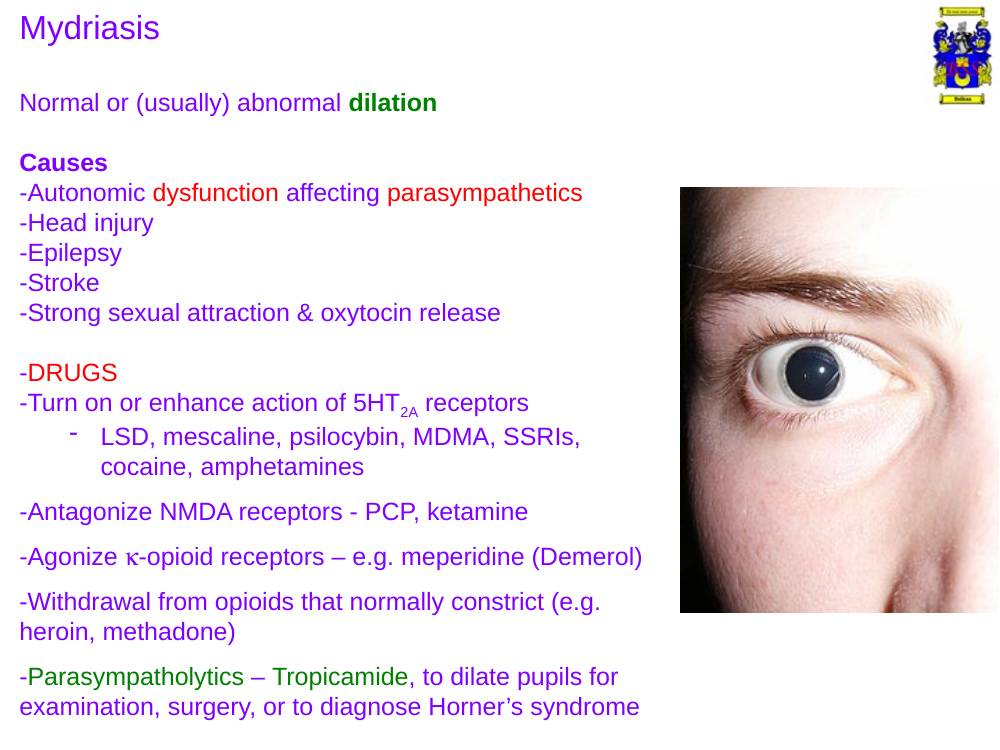 Mydriasis
Normal or (usually) abnormal dilation
Causes
-Autonomic dysfunction affecting parasympathetics
-Head injury
-Epilepsy
-Stroke
-Strong sexual attraction & oxytocin release
-DRUGS
-Turn on or enhance action of 5HT2A receptors
- LSD, mescaline, psilocybin, MDMA, SSRIs,
cocaine, amphetamines
-Antagonize NMDA receptors - PCP, ketamine
-Agonize κ-opioid receptors – e.g. meperidine (Demerol)
-Withdrawal from opioids that normally constrict (e.g.
heroin, methadone)
-Parasympatholytics – Tropicamide, to dilate pupils for
examination, surgery, or to diagnose Horner’s syndrome